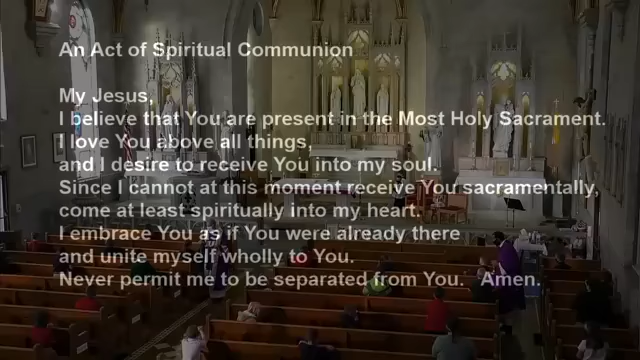 An Act of Spiritual Communion
My Jesus,
I believe that You are present in the Most Holy Sacrament.
I love You above all things,
and I desire to receive You into my soul.
Since I cannot at this moment receive You sacramentally,
come at least spiritually into my heart.
I embrace You as if You were already there
and unite myself wholly to You.
Never permit me to be separated from You. Amen.